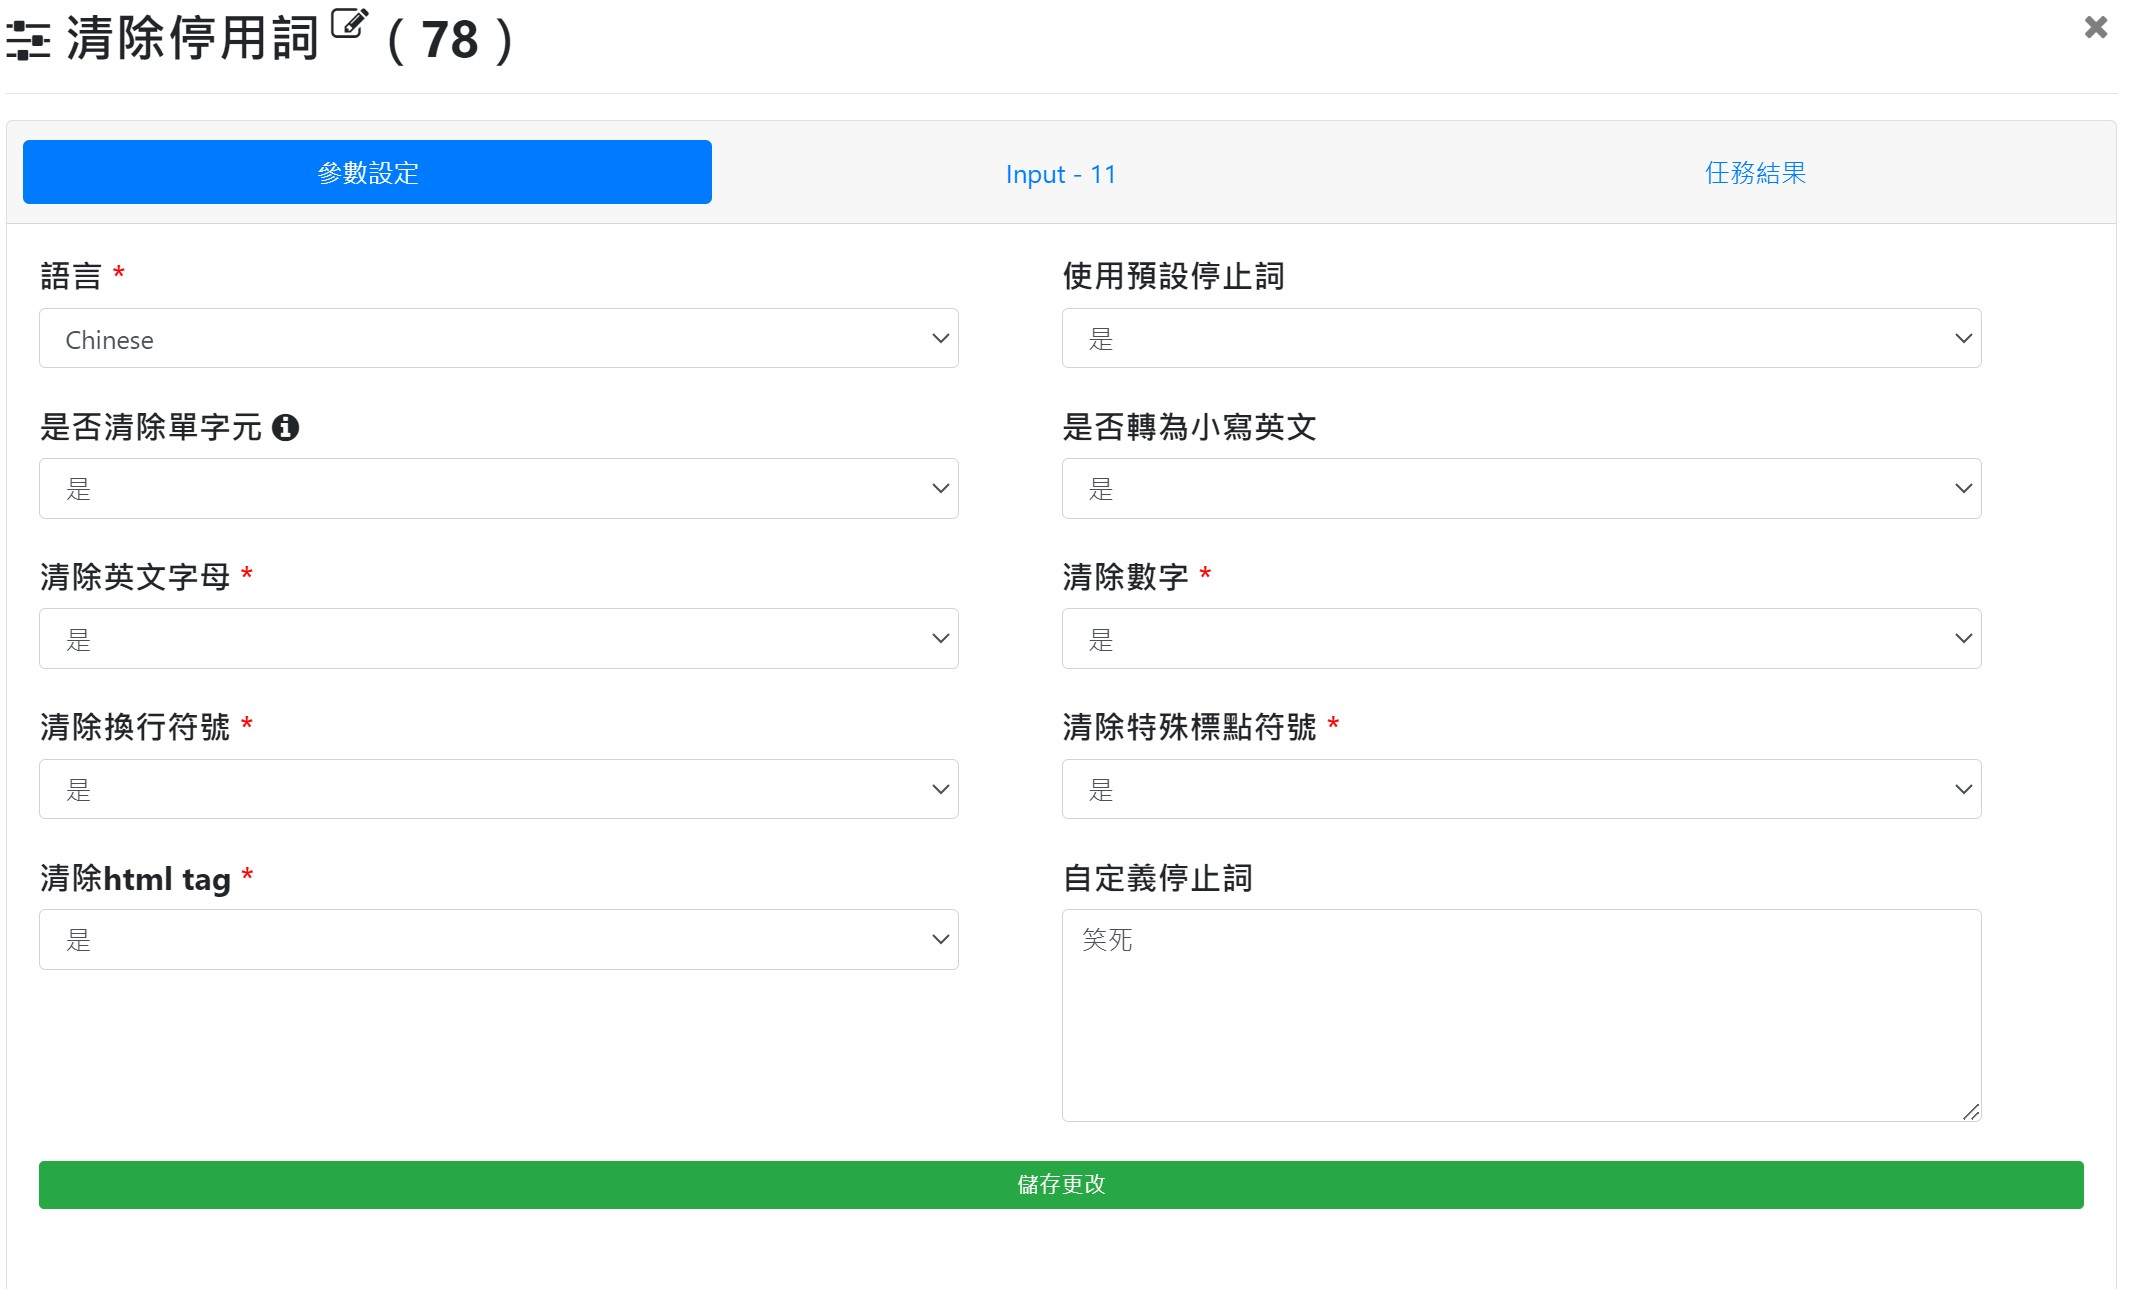 清除停用詞 ( 78 )
參數設定
Input - 11
任務結果
語言 *
使用預設停止詞
Chinese
是
是否清除單字元
是否轉為小寫英文
是
是
清除英文字母 *
清除數字 *
是
是
清除換行符號 *
清除特殊標點符號 *
是
是
清除html tag *
自定義停止詞
是
笑死
儲存更改